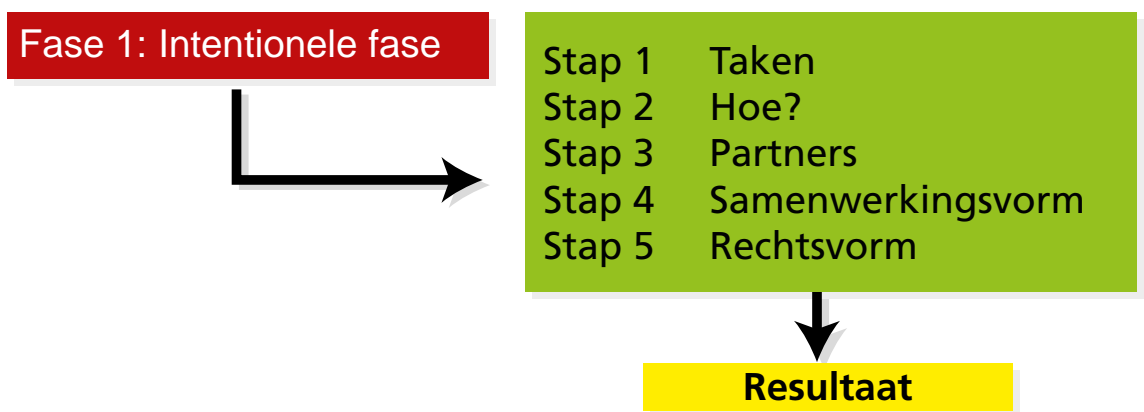 Fase 1: Intentionele fase
Stap 1 Taken
Stap 2 Hoe?
Stap 3 Partners
Stap 4 Samenwerkingsvorm
Stap 5 Rechtsvorm
Resultaat